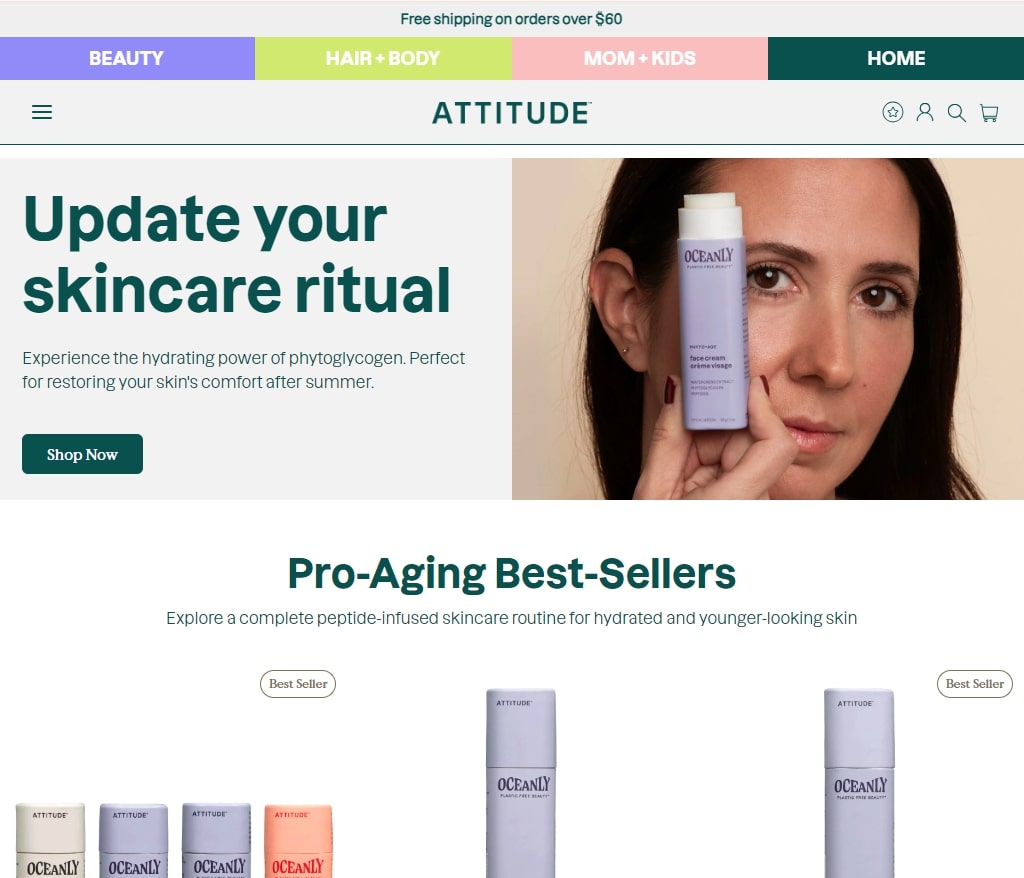 Free shipping on orders over $60
BEAUTY
HAIR + BODY
MOM + KIDS
HOME
ATTITUDE
Update your
skincare ritual
Experience the hydrating power of phytoglycogen. Perfect
for restoring your skin's comfort after summer.
Shop Now
OCEANLY
PLASTIC FREE BEAUTY
PHYTO•AGE
face cream
crème visage
Pro-Aging Best-Sellers
Explore a complete peptide-infused skincare routine for hydrated and younger-looking skin
Best Seller
Best Seller
ATTITUDE
OCEANLY
ATTITUDE
OCEANLY
ATTITUDE
OCEANLY
ATTITUDE
OCEANLY
ATTITUDE
OCEANLY
PLASTIC FREE BEAUTY
ATTITUDE
OCEANLY
PLASTIC FREE BEAUTY